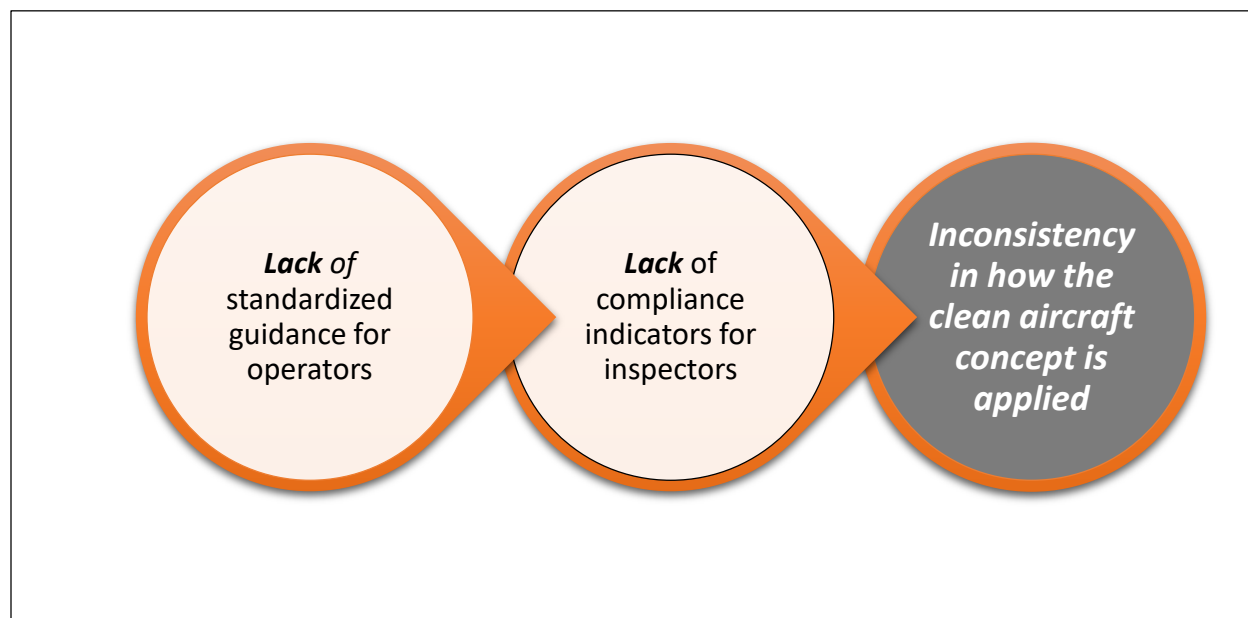 Lack of
standardized
guidance for
operators
Lack of
compliance
indicators for
inspectors
Inconsistency
in how the
clean aircraft
concept is
applied